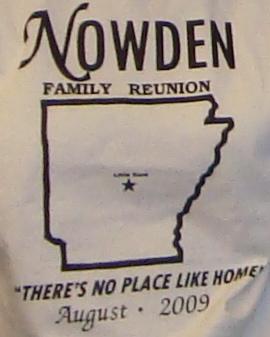 NOWDEN
FAMILY REUNION
Little Rock
"THERE'S NO PLACE LIKE HOME"
August · 2009